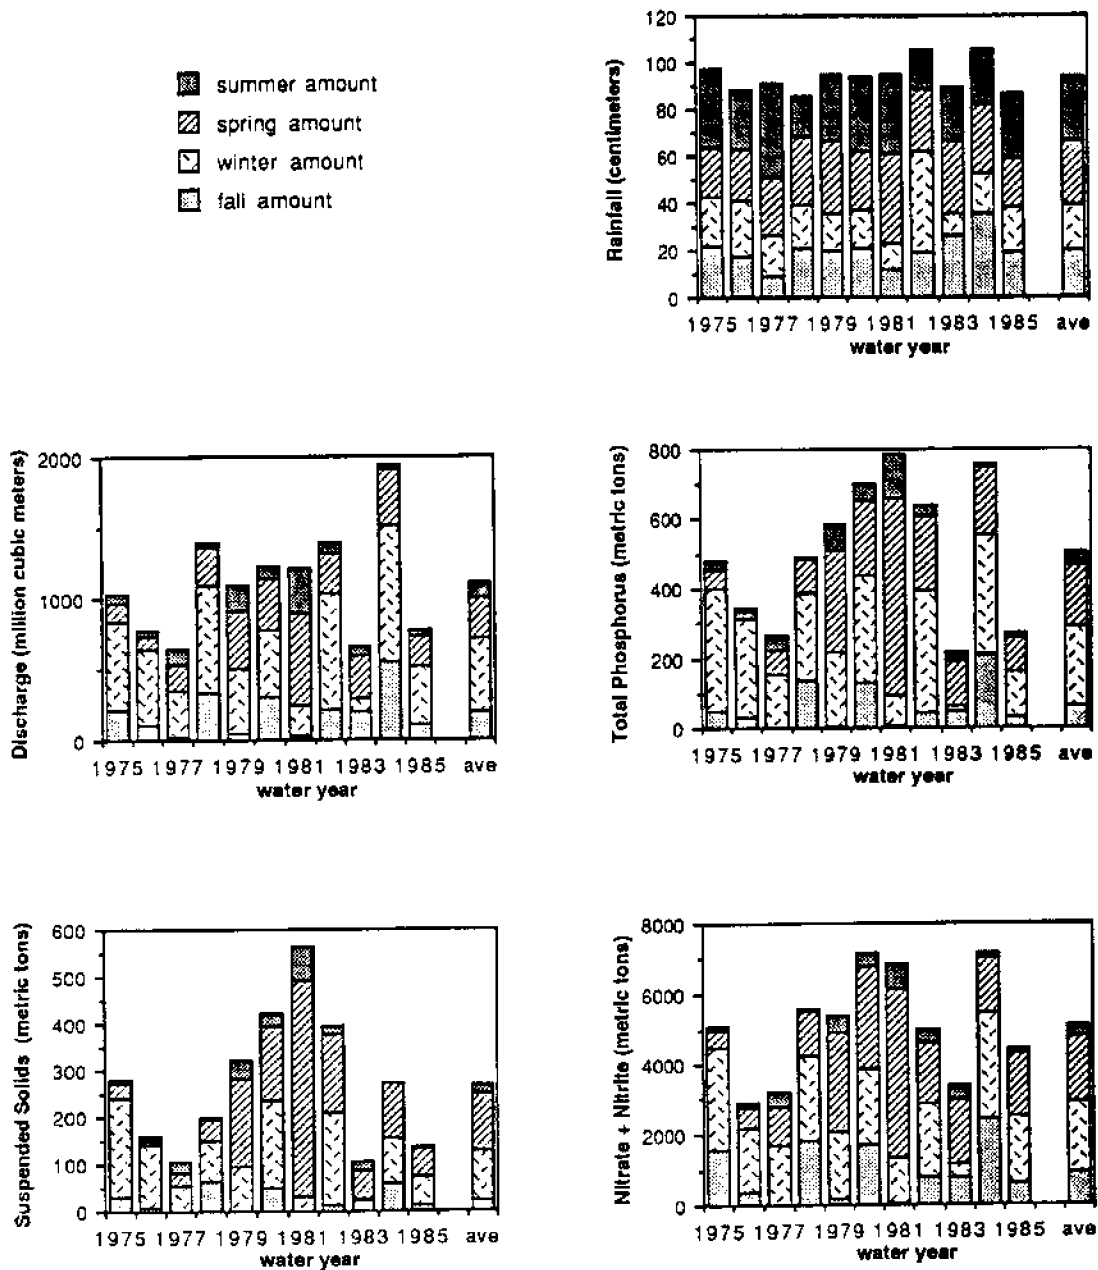 summer amount
spring amount
winter amount
fall amount
Rainfall (centimeters)
120
100
80
60
40
20
0
1975 1977 1979 1981 1983 1985 ave
water year
Discharge (million cubic meters)
2000
1000
0
1975 1977 1979 1981 1983 1985 ave
water year
Total Phosphorus (metric tons)
800
600
400
200
0
1975 1977 1979 1981 1983 1985 ave
water year
Suspended Solids (metric tons)
600
500
400
300
200
100
0
1975 1977 1979 1981 1983 1985 ave
water year
Nitrate + Nitrite (metric tons)
8000
6000
4000
2000
0
1975 1977 1979 1981 1983 1985 ave
water year